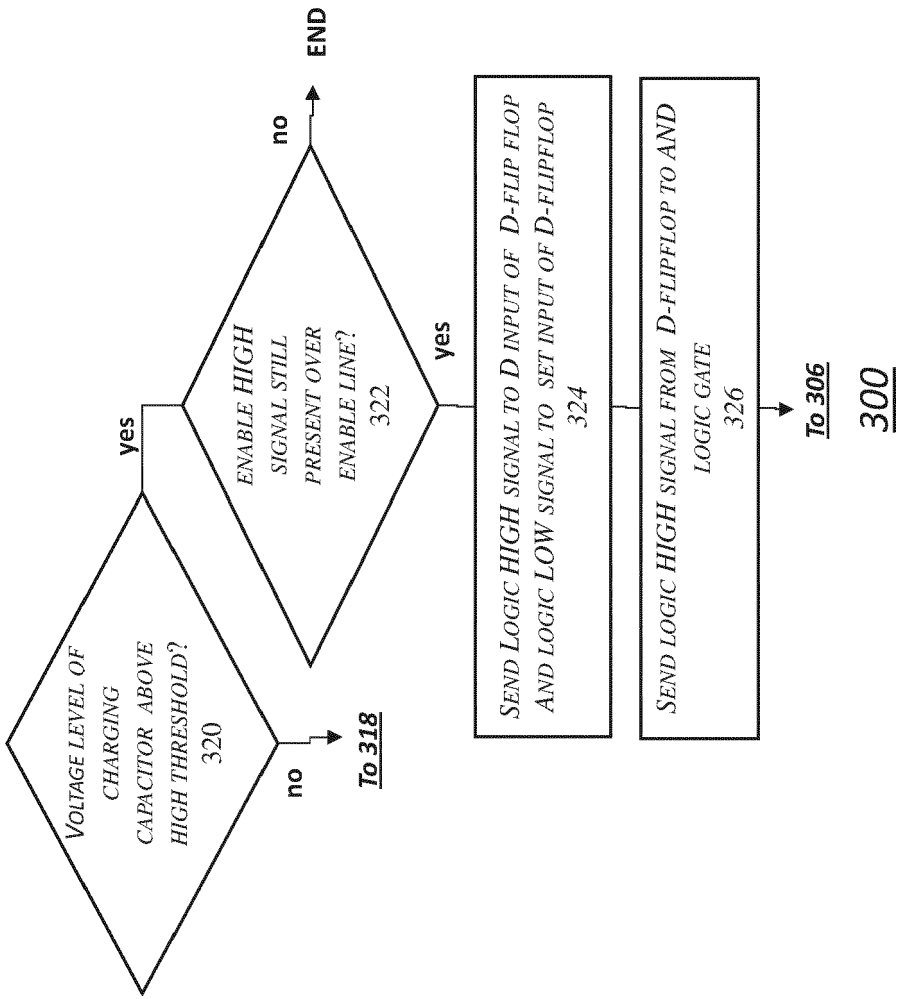 VOLTAGE LEVEL OF
CHARGING
CAPACITOR ABOVE
HIGH THRESHOLD?
320
yes
no
To 318
ENABLE HIGH
SIGNAL STILL
PRESENT OVER
ENABLE LINE?
322
no
END
yes
SEND LOGIC HIGH SIGNAL TO D INPUT OF D-FLIP FLOP
AND LOGIC LOW SIGNAL TO SET INPUT OF D-FLIPFLOP
324
SEND LOGIC HIGH SIGNAL FROM D-FLIPFLOP TO AND
LOGIC GATE
326
To 306
300